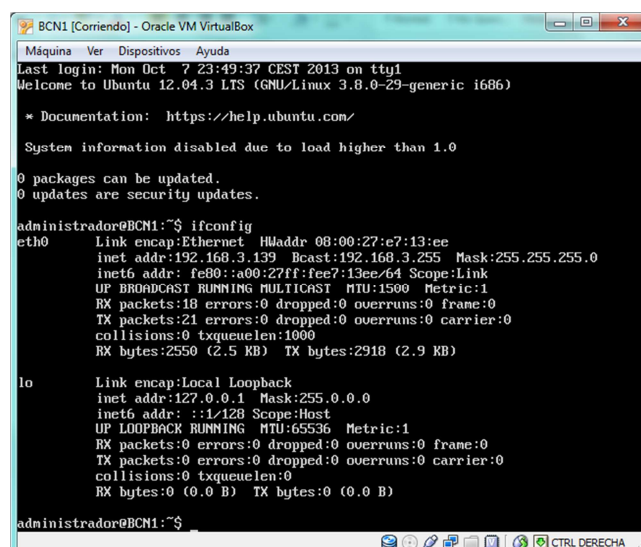 BCN1 [Corriendo] - Oracle VM VirtualBox
Máquina Ver Dispositivos Ayuda
Last login: Mon Oct  7 23:49:37 CEST 2013 on tty1
Welcome to Ubuntu 12.04.3 LTS (GNU/Linux 3.8.0-29-generic i686)
* Documentation:  https://help.ubuntu.com/
System information disabled due to load higher than 1.0
0 packages can be updated.
0 updates are security updates.
administrador@BCN1:~$ ifconfig
eth0      Link encap:Ethernet  HWaddr 08:00:27:e7:13:ee
inet addr:192.168.3.139  Bcast:192.168.3.255  Mask:255.255.255.0
inet6 addr: fe80::a00:27ff:fee7:13ee/64 Scope:Link
UP BROADCAST RUNNING MULTICAST  MTU:1500  Metric:1
RX packets:18 errors:0 dropped:0 overruns:0 frame:0
TX packets:21 errors:0 dropped:0 overruns:0 carrier:0
collisions:0 txqueuelen:1000
RX bytes:2550 (2.5 KB)  TX bytes:2918 (2.9 KB)
lo        Link encap:Local Loopback
inet addr:127.0.0.1  Mask:255.0.0.0
inet6 addr: ::1/128 Scope:Host
UP LOOPBACK RUNNING  MTU:65536  Metric:1
RX packets:0 errors:0 dropped:0 overruns:0 frame:0
TX packets:0 errors:0 dropped:0 overruns:0 carrier:0
collisions:0 txqueuelen:0
RX bytes:0 (0.0 B)  TX bytes:0 (0.0 B)
administrador@BCN1:~$ _
CTRL DERECHA